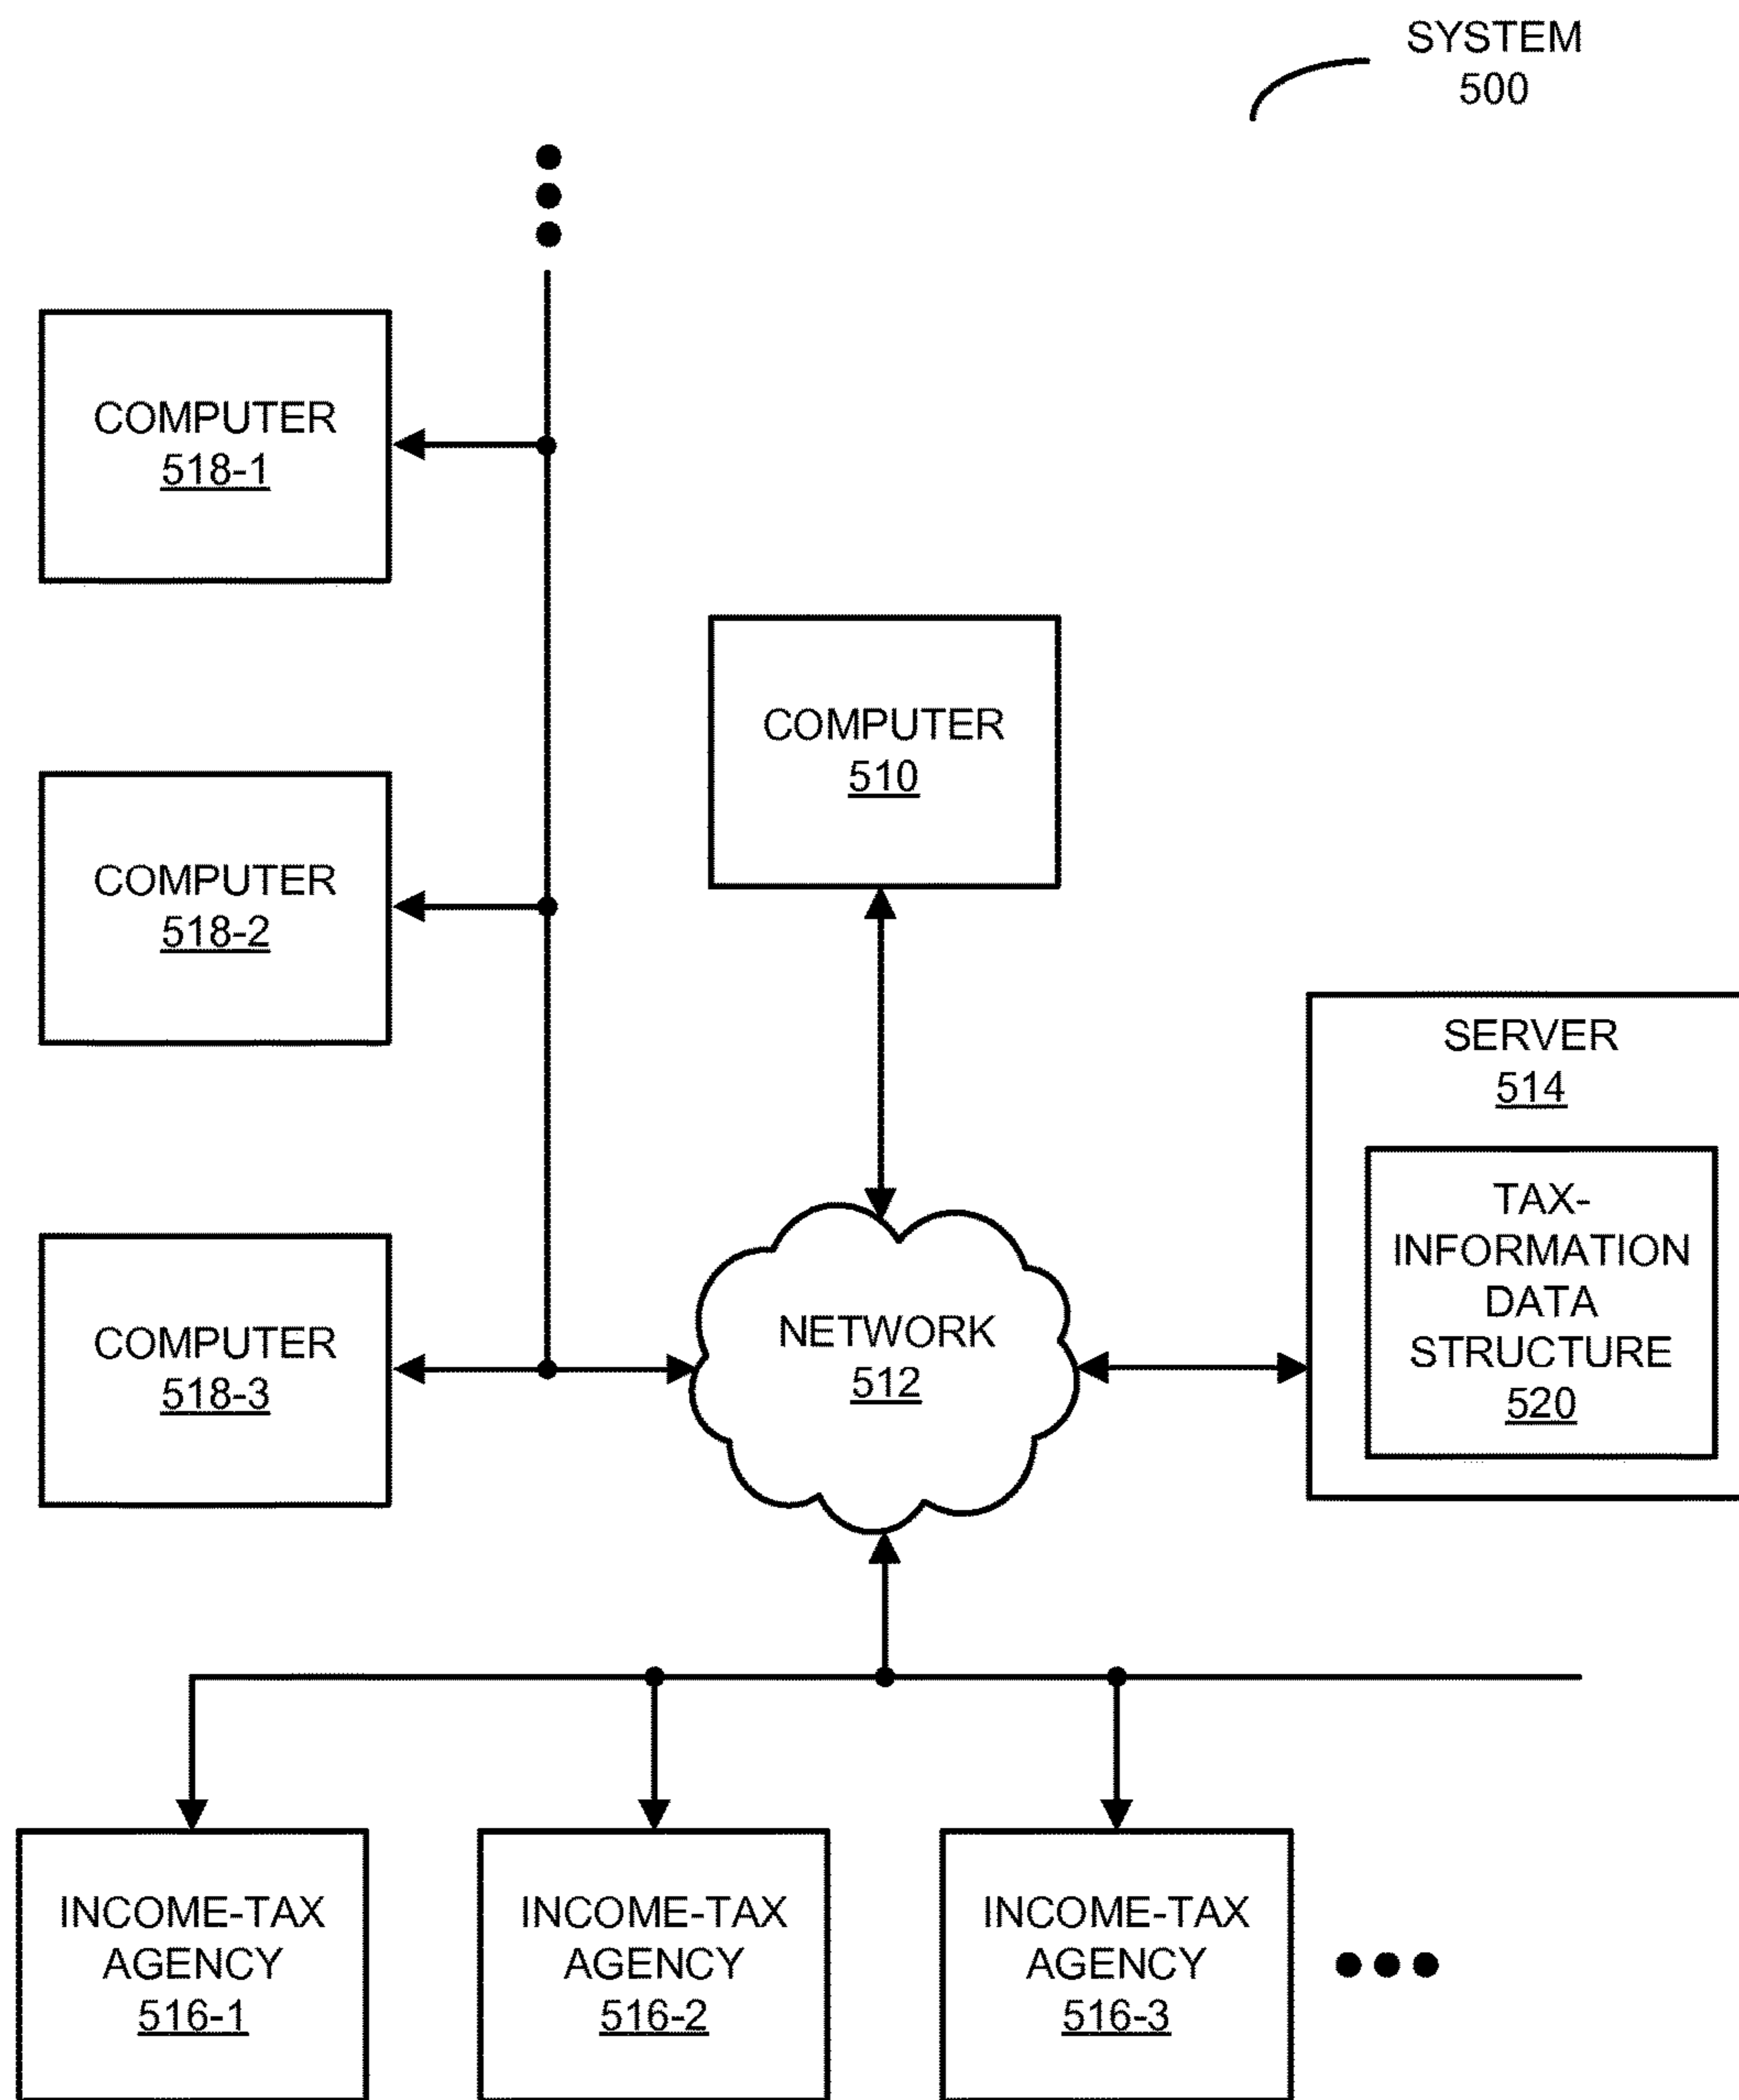 SYSTEM
500
COMPUTER
518-1
COMPUTER
510
COMPUTER
518-2
SERVER
514
TAX-
INFORMATION
DATA
STRUCTURE
520
COMPUTER
518-3
NETWORK
512
INCOME-TAX
AGENCY
516-1
INCOME-TAX
AGENCY
516-2
INCOME-TAX
AGENCY
516-3